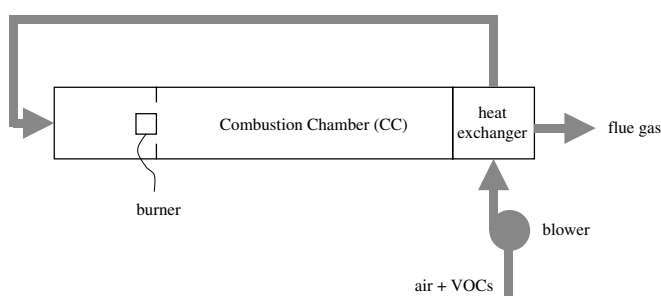 Combustion Chamber (CC)
heat
exchanger
flue gas
burner
blower
air + VOCs